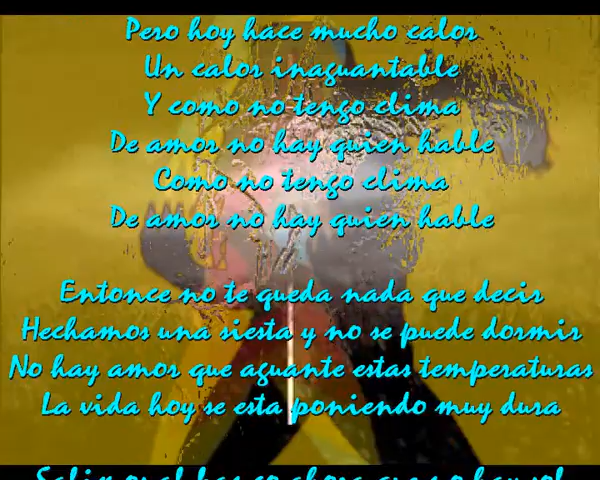 Pero hoy hace mucho calor
Un calor inaguantable
Y como no tengo clima
De amor no hay quien hable
Como no tengo clima
De amor no hay quien hable
Entonce no te queda nada que decir
Hechamos una siesta y no se puede dormir
No hay amor que aguante estas temperaturas
La vida hoy se esta poniendo muy dura